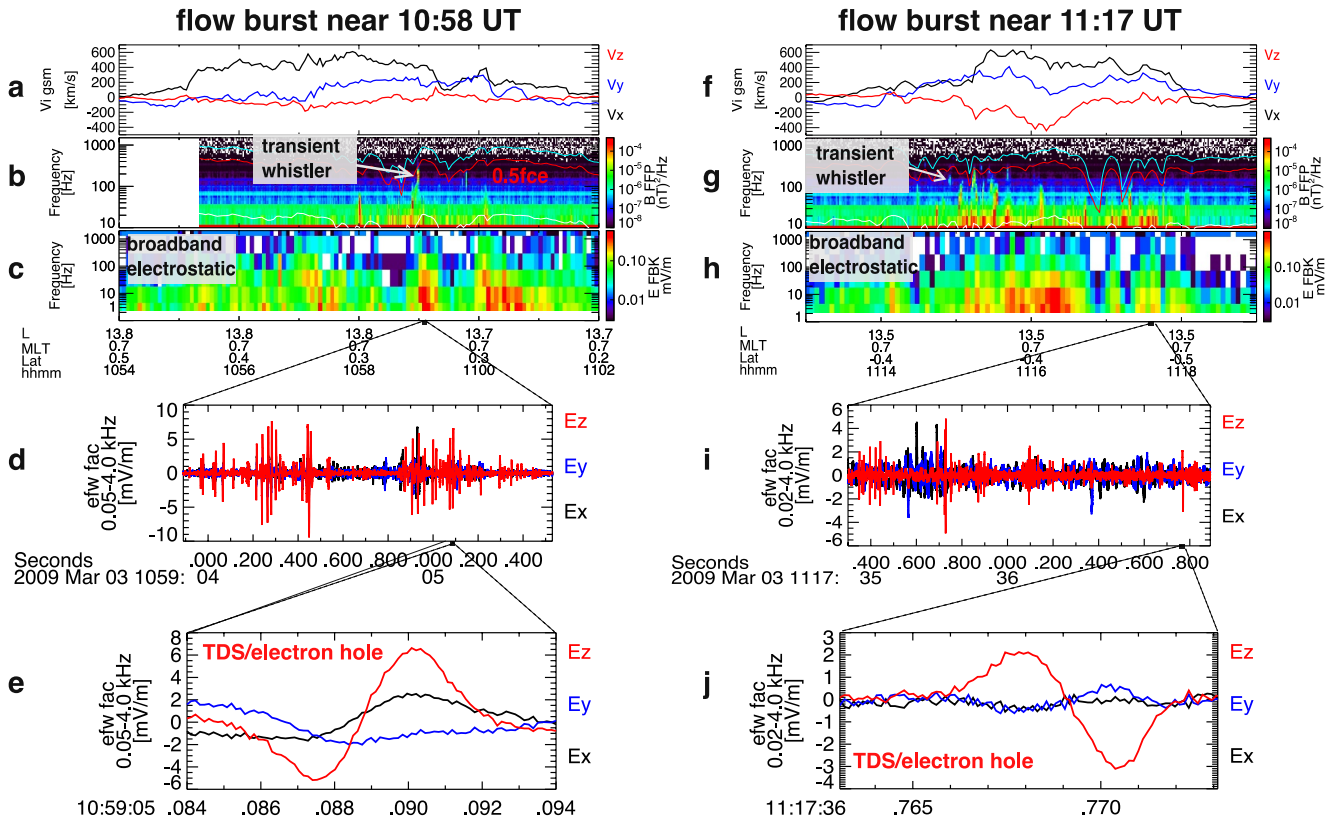 flow burst near 10:58 UT
flow burst near 11:17 UT
a
Vi gsm
[km/s]
600
400
200
0
-200
-400
Vz
Vy
Vx
b
Frequency
[Hz]
1000
100
10
transient
whistler
0.5fce
10⁻⁴
10⁻⁵
10⁻⁶
10⁻⁷
10⁻⁸
B FFP
(nT)²/Hz
c
Frequency
[Hz]
1000
100
10
1
broadband
electrostatic
0.10
0.01
E FBK
mV/m
L 13.8 13.8 13.8 13.7 13.7
MLT 0.7 0.7 0.7 0.7 0.7
Lat 0.5 0.4 0.3 0.3 0.2
hhmm 1054 1056 1058 1100 1102
d
efw fac
0.05-4.0 kHz
[mV/m]
10
5
0
-5
-10
Ez
Ey
Ex
.000 .200 .400 .600 .800 .000 .200 .400
Seconds
2009 Mar 03 1059: 04 05
e
efw fac
0.05-4.0 kHz
[mV/m]
8
6
4
2
0
-2
-4
-6
TDS/electron hole
Ez
Ey
Ex
10:59:05 .084 .086 .088 .090 .092 .094
f
Vi gsm
[km/s]
600
400
200
0
-200
-400
Vz
Vy
Vx
g
Frequency
[Hz]
1000
100
10
transient
whistler
10⁻⁴
10⁻⁵
10⁻⁶
10⁻⁷
10⁻⁸
B FFP
(nT)²/Hz
h
Frequency
[Hz]
1000
100
10
1
broadband
electrostatic
0.10
0.01
E FBK
mV/m
L 13.5 13.5 13.5
MLT 0.7 0.7 0.7
Lat -0.4 -0.4 -0.5
hhmm 1114 1116 1118
i
efw fac
0.02-4.0 kHz
[mV/m]
6
4
2
0
-2
-4
-6
Ez
Ey
Ex
.400 .600 .800 .000 .200 .400 .600 .800
Seconds
2009 Mar 03 1117: 35 36
j
efw fac
0.02-4.0 kHz
[mV/m]
3
2
1
0
-1
-2
-3
-4
TDS/electron hole
Ez
Ey
Ex
11:17:36 .765 .770